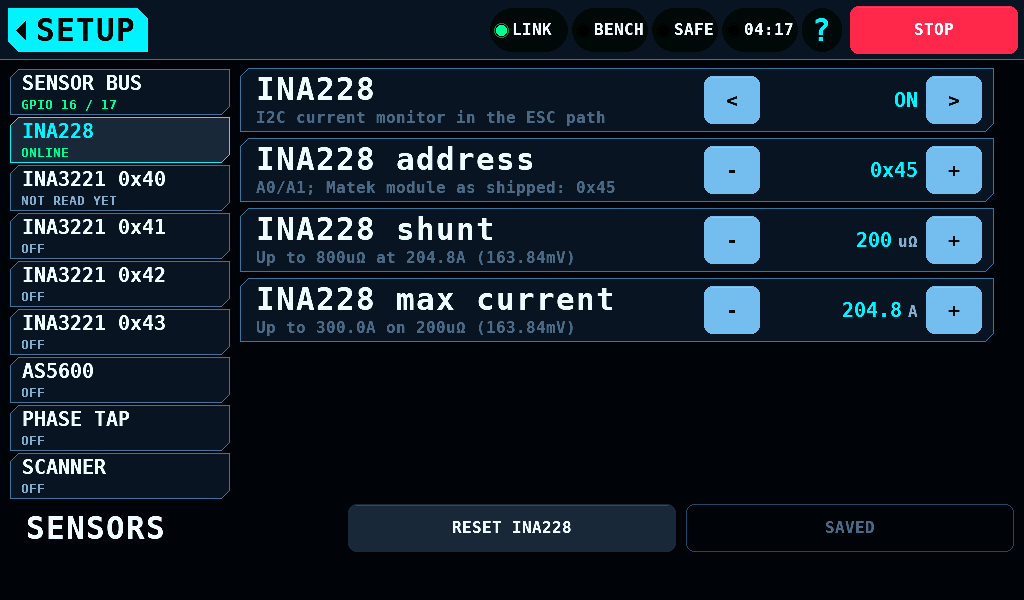 SETUP
LINK
BENCH
SAFE
04:17
?
STOP
SENSOR BUS
GPIO 16 / 17
INA228
ONLINE
INA3221 0x40
NOT READ YET
INA3221 0x41
OFF
INA3221 0x42
OFF
INA3221 0x43
OFF
AS5600
OFF
PHASE TAP
OFF
SCANNER
OFF
SENSORS
INA228
I2C current monitor in the ESC path
< ON >
INA228 address
A0/A1; Matek module as shipped: 0x45
- 0x45 +
INA228 shunt
Up to 800uΩ at 204.8A (163.84mV)
- 200 uΩ +
INA228 max current
Up to 300.0A on 200uΩ (163.84mV)
- 204.8 A +
RESET INA228
SAVED